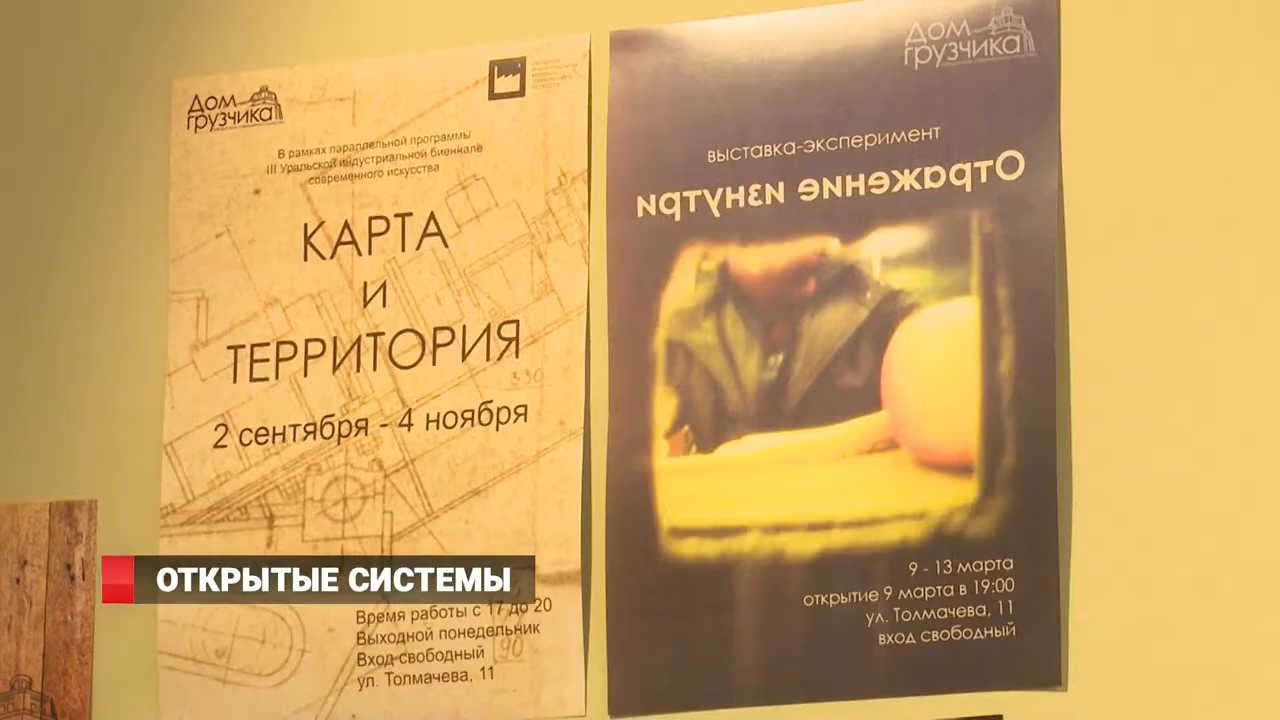 Дом
грузчика
В рамках параллельной программы
III Уральской индустриальной биеннале
современного искусства
КАРТА
и
ТЕРРИТОРИЯ
390
2 сентября - 4 ноября
Время работы с 17 до 20
Выходной понедельник
Вход свободный
90
ул. Толмачева, 11
Дом
грузчика
выставка-эксперимент
Отражение изнутри
9 - 13 марта
открытие 9 марта в 19:00
ул. Толмачева, 11
вход свободный
ОТКРЫТЫЕ СИСТЕМЫ